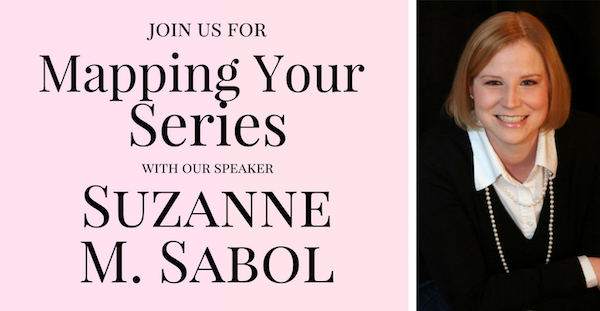 JOIN US FOR
Mapping Your
Series
WITH OUR SPEAKER
SUZANNE
M. SABOL